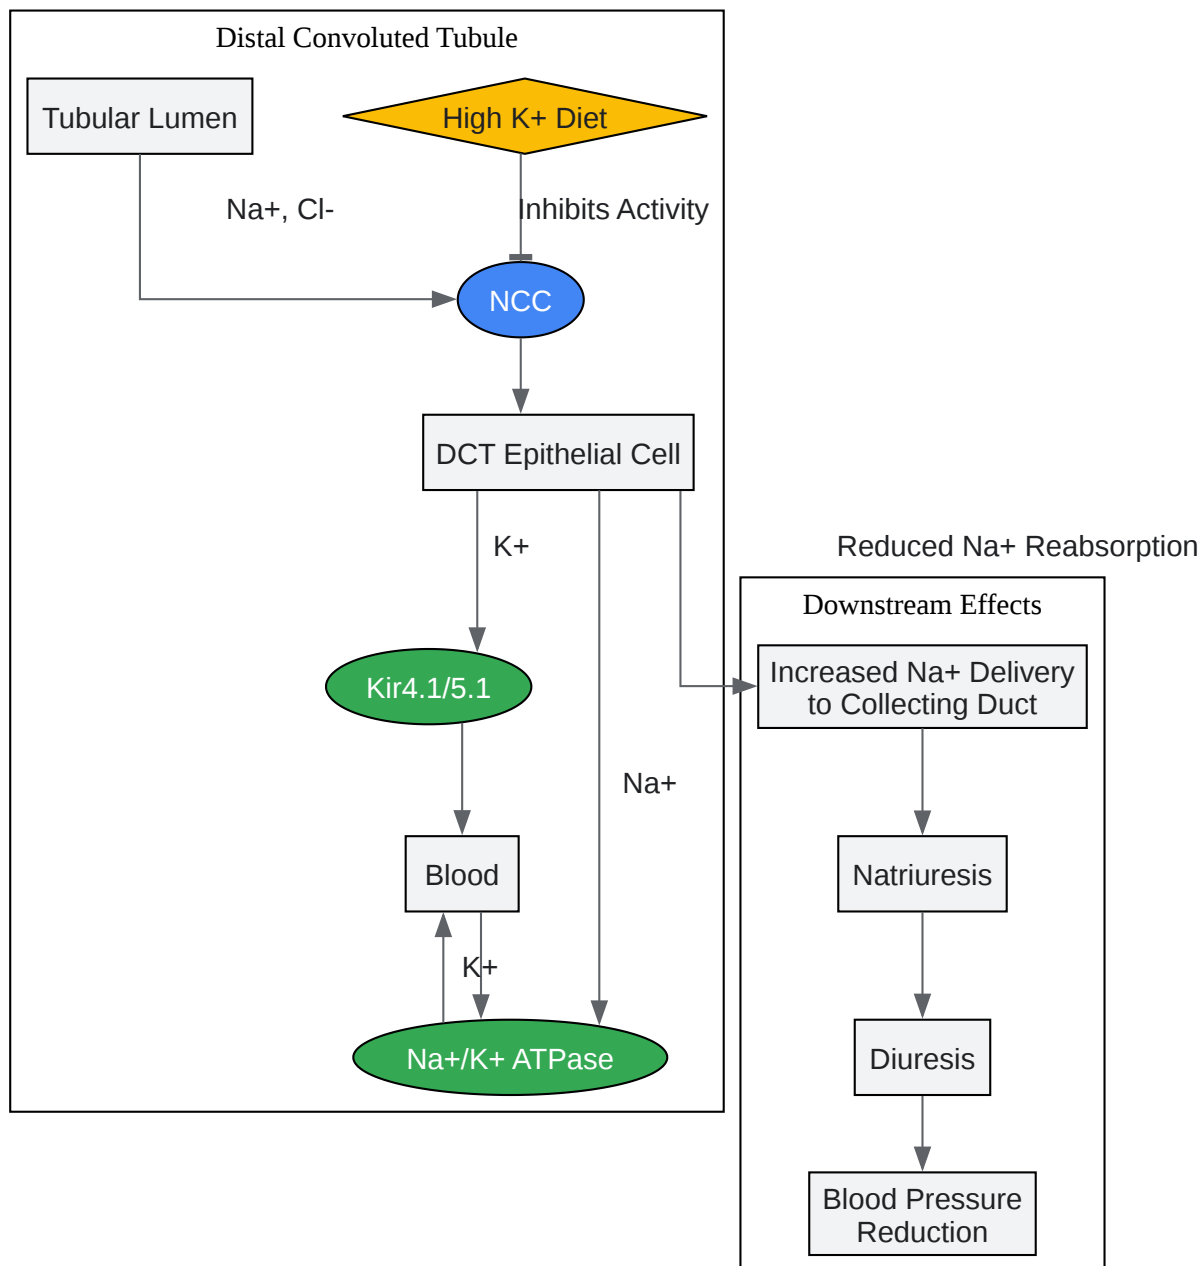 Distal Convoluted Tubule
Tubular Lumen
High K+ Diet
Na+, Cl-
Inhibits Activity
NCC
DCT Epithelial Cell
K+
Reduced Na+ Reabsorption
Downstream Effects
Increased Na+ Delivery
to Collecting Duct
Kir4.1/5.1
Na+
Blood
Natriuresis
K+
Na+/K+ ATPase
Diuresis
Blood Pressure
Reduction